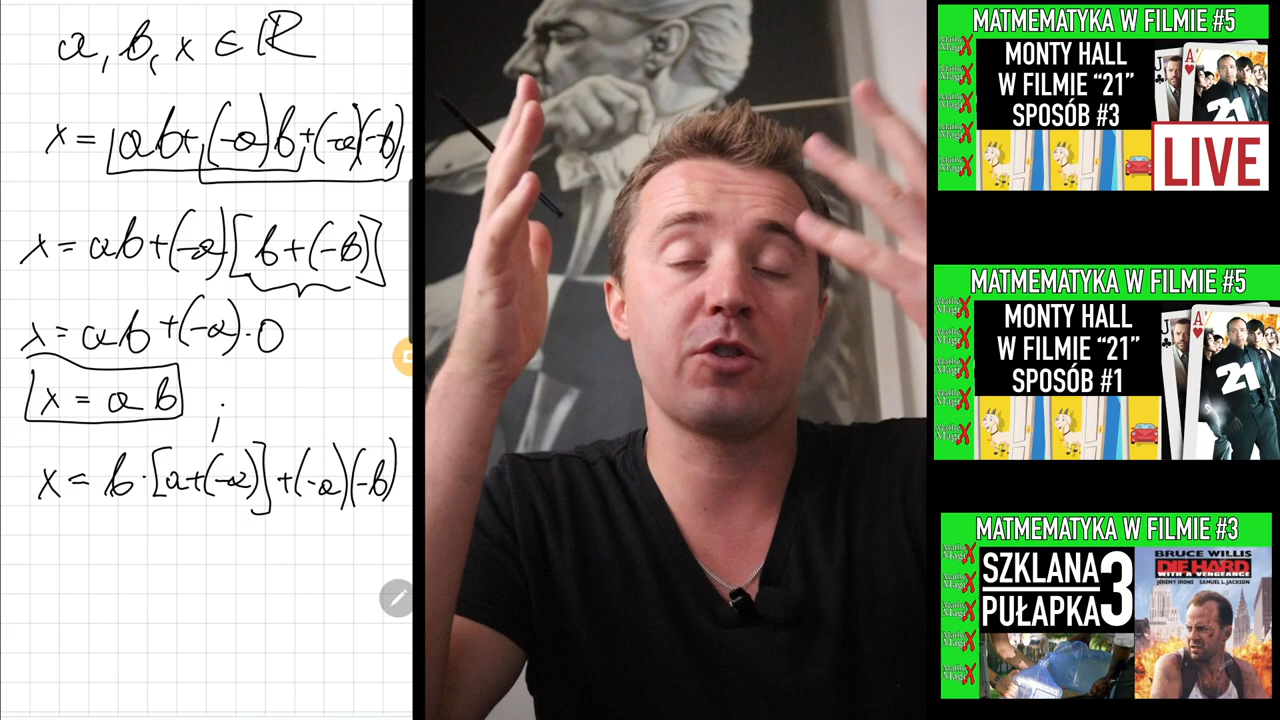 a, b, x ∈ ℝ
x = ab+(-a)b+(-a)(-b)
x = ab+(-a)[b+(-b)]
x = ab+(-a)·0
x = ab
;
x = b·[a+(-a)]+(-a)(-b)
MATMEMATYKA W FILMIE #5
MONTY HALL
W FILMIE “21”
SPOSÓB #3
21
LIVE
MATMEMATYKA W FILMIE #5
MONTY HALL
W FILMIE “21”
SPOSÓB #1
21
MATMEMATYKA W FILMIE #3
SZKLANA
PUŁAPKA 3
BRUCE WILLIS
DIE HARD
WITH A VENGEANCE
JEREMY IRONS SAMUEL L. JACKSON